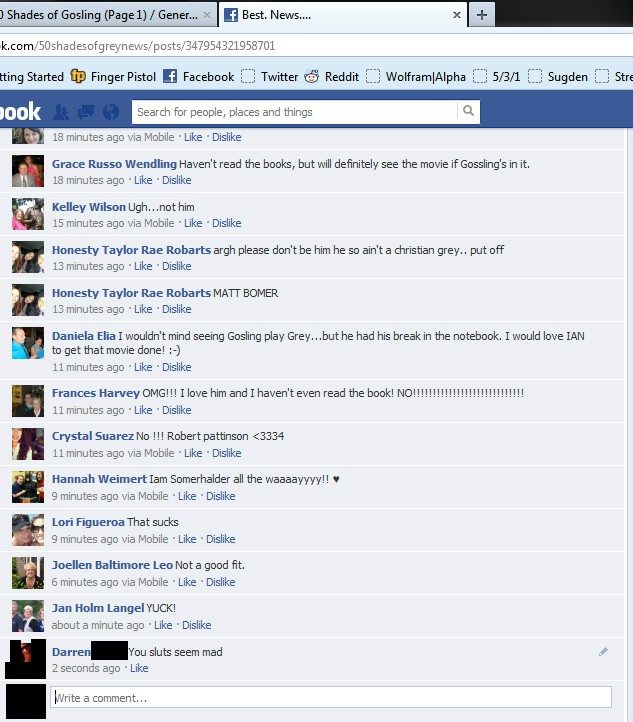 0 Shades of Gosling (Page 1) / Gener... × Best. News.... × +
k.com/50shadesofgreynews/posts/347954321958701
tting Started Finger Pistol Facebook Twitter Reddit Wolfram|Alpha 5/3/1 Sugden Stre
book Search for people, places and things
18 minutes ago via Mobile · Like · Dislike
Grace Russo Wendling Haven't read the books, but will definitely see the movie if Gossling's in it.
18 minutes ago · Like · Dislike
Kelley Wilson Ugh...not him
15 minutes ago via Mobile · Like · Dislike
Honesty Taylor Rae Robarts argh please don't be him he so ain't a christian grey.. put off
13 minutes ago · Like · Dislike
Honesty Taylor Rae Robarts MATT BOMER
13 minutes ago · Like · Dislike
Daniela Elia I wouldn't mind seeing Gosling play Grey...but he had his break in the notebook. I would love IAN
to get that movie done! :-)
11 minutes ago · Like · Dislike
Frances Harvey OMG!!! I love him and I haven't even read the book! NO!!!!!!!!!!!!!!!!!!!!!!!!!!!!
11 minutes ago · Like · Dislike
Crystal Suarez No !!! Robert pattinson <3334
11 minutes ago via Mobile · Like · Dislike
Hannah Weimert Iam Somerhalder all the waaaayyyy!! ♥
9 minutes ago via Mobile · Like · Dislike
Lori Figueroa That sucks
9 minutes ago via Mobile · Like · Dislike
Joellen Baltimore Leo Not a good fit.
6 minutes ago via Mobile · Like · Dislike
Jan Holm Langel YUCK!
about a minute ago · Like · Dislike
Darren You sluts seem mad
2 seconds ago · Like
Write a comment...